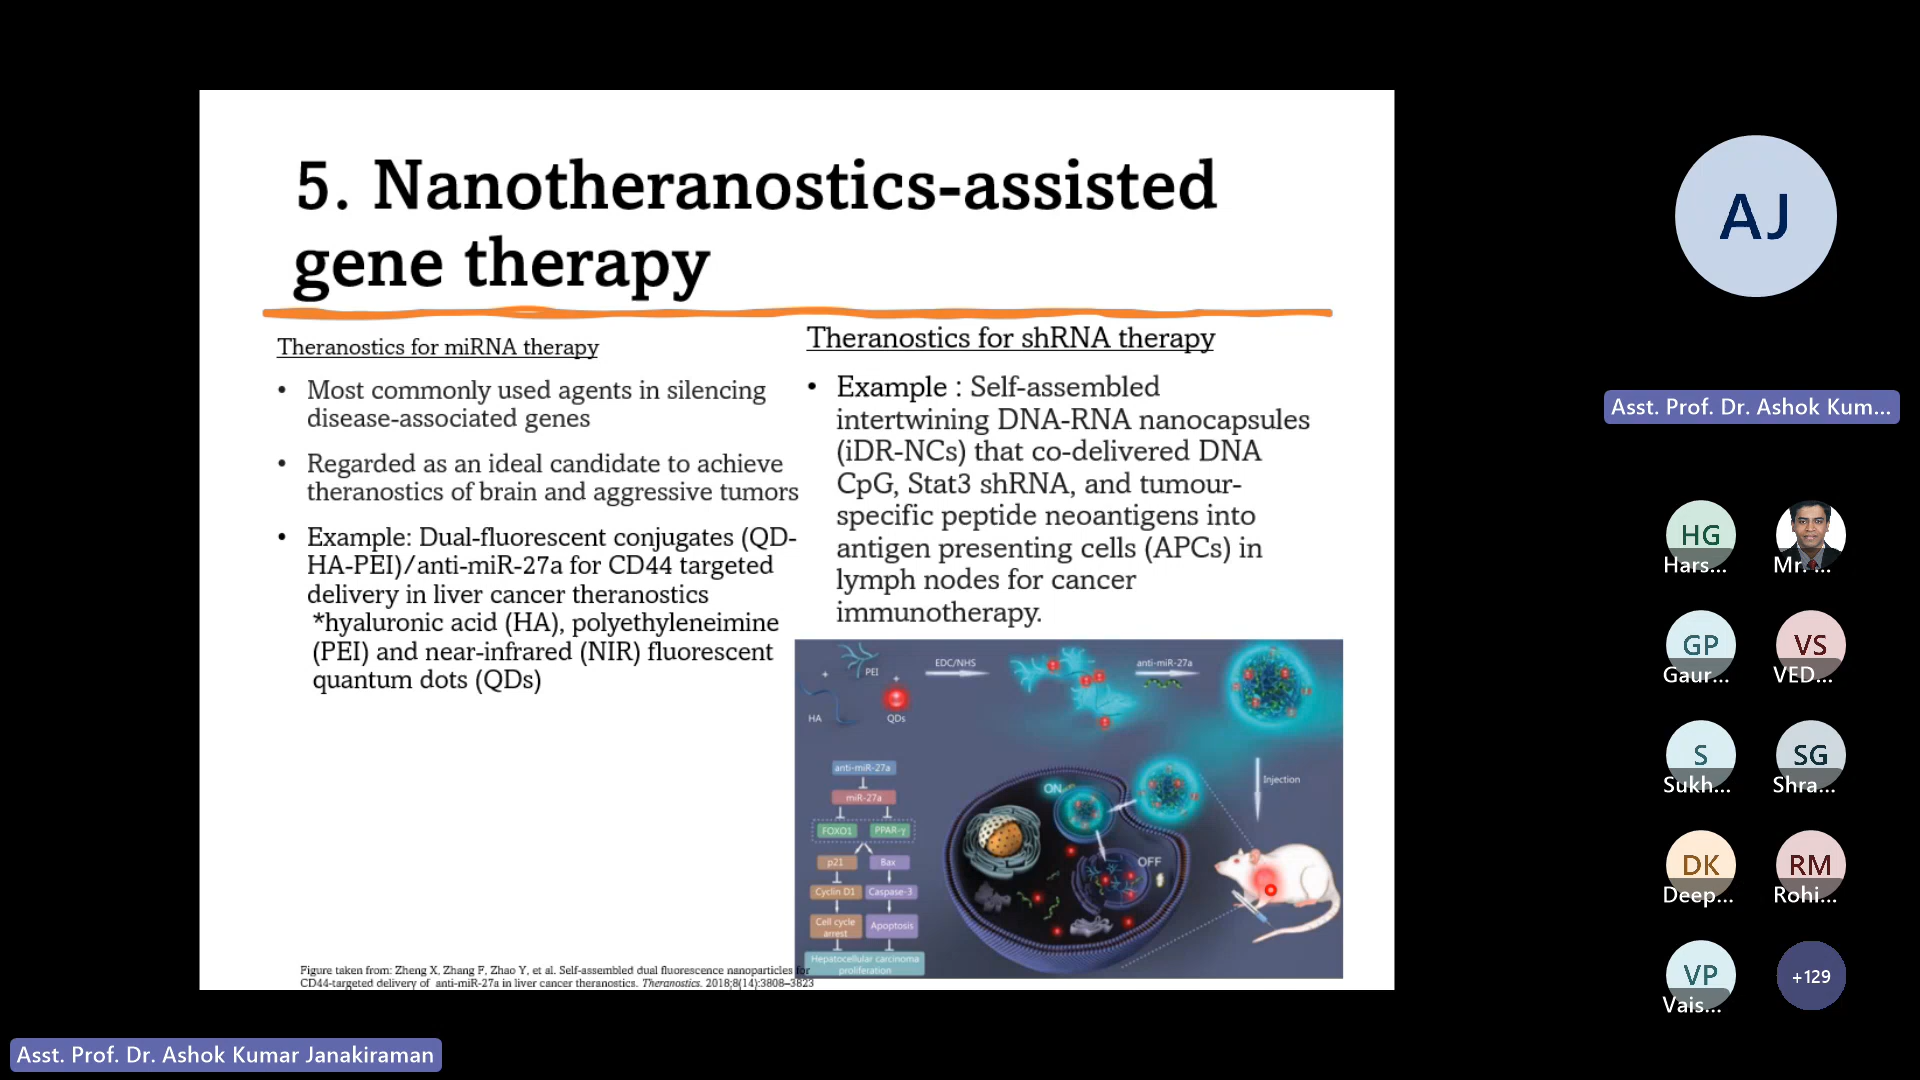 5. Nanotheranostics-assisted
gene therapy
Theranostics for miRNA therapy
• Most commonly used agents in silencing
disease-associated genes
• Regarded as an ideal candidate to achieve
theranostics of brain and aggressive tumors
• Example: Dual-fluorescent conjugates (QD-
HA-PEI)/anti-miR-27a for CD44 targeted
delivery in liver cancer theranostics
*hyaluronic acid (HA), polyethyleneimine
(PEI) and near-infrared (NIR) fluorescent
quantum dots (QDs)
Theranostics for shRNA therapy
• Example : Self-assembled
intertwining DNA-RNA nanocapsules
(iDR-NCs) that co-delivered DNA
CpG, Stat3 shRNA, and tumour-
specific peptide neoantigens into
antigen presenting cells (APCs) in
lymph nodes for cancer
immunotherapy.
+ PEI +
HA
QDs
EDC/NHS
anti-miR-27a
Injection
ON
OFF
anti-miR-27a
miR-27a
FOXO1 PPAR-γ
p21 Bax
Cyclin D1 Caspase-3
Cell cycle
arrest
Apoptosis
Hepatocellular carcinoma
proliferation
Figure taken from: Zheng X, Zhang F, Zhao Y, et al. Self-assembled dual fluorescence nanoparticles for
CD44-targeted delivery of anti-miR-27a in liver cancer theranostics. Theranostics. 2018;8(14):3808–3823
AJ
Asst. Prof. Dr. Ashok Kum...
HG
Hars...
Mr. ...
GP
Gaur...
VS
VED...
S
Sukh...
SG
Shra...
DK
Deep...
RM
Rohi...
VP
Vais...
+129
Asst. Prof. Dr. Ashok Kumar Janakiraman